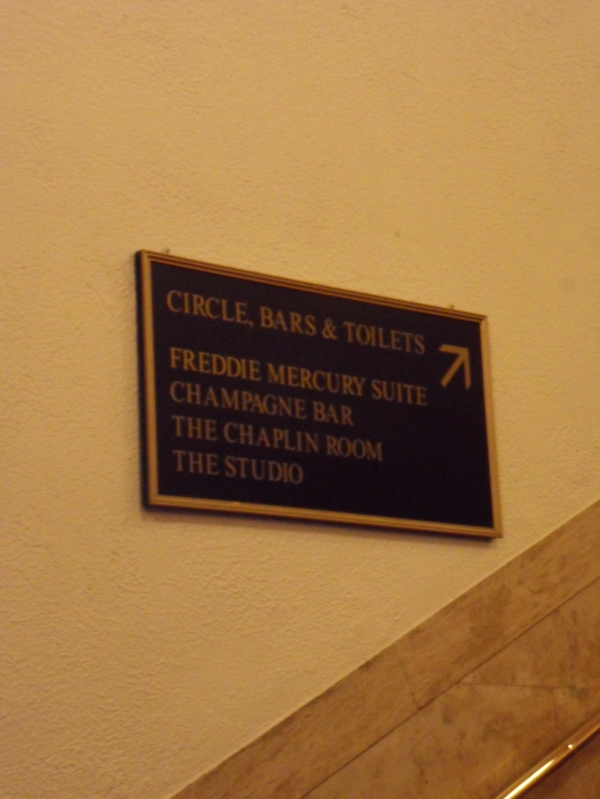 CIRCLE, BARS & TOILETS
FREDDIE MERCURY SUITE
CHAMPAGNE BAR
THE CHAPLIN ROOM
THE STUDIO